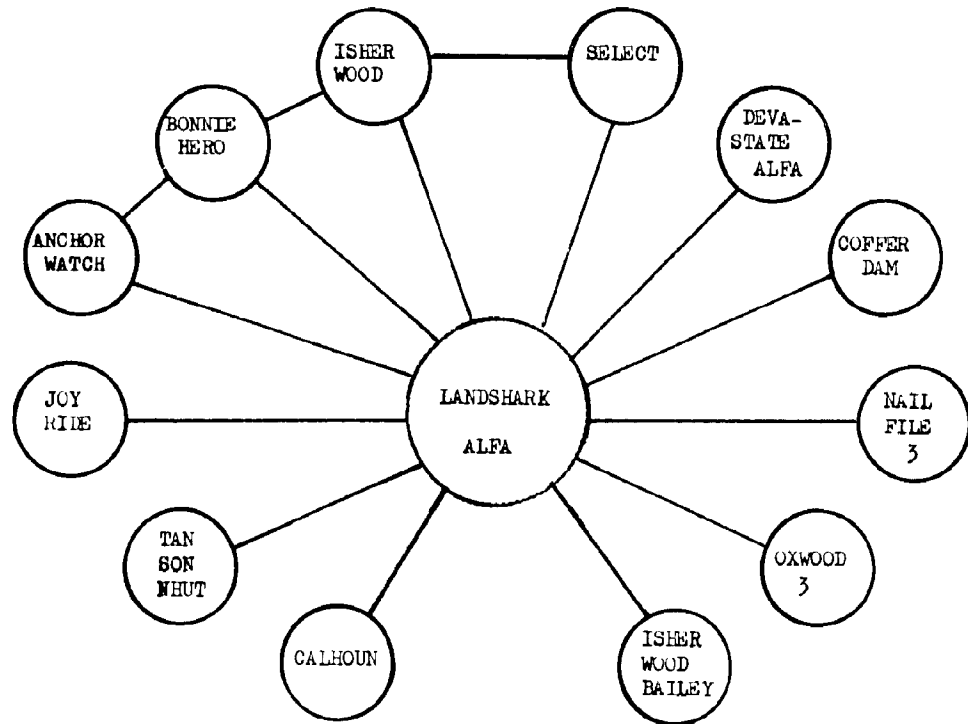 ISHER
WOOD
SELECT
BONNIE
HERO
DEVA-
STATE
ALFA
ANCHOR
WATCH
COFFER
DAM
JOY
RIDE
LANDSHARK
ALFA
NAIL
FILE
3
TAN
SON
NHUT
OXWOOD
3
CALHOUN
ISHER
WOOD
BAILEY